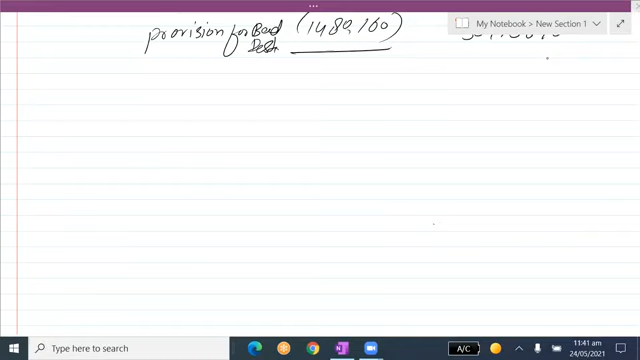 provision for Bad (1480,160)
Debt
My Notebook > New Section 1
Type here to search
A/C
11:41 am
24/05/2021